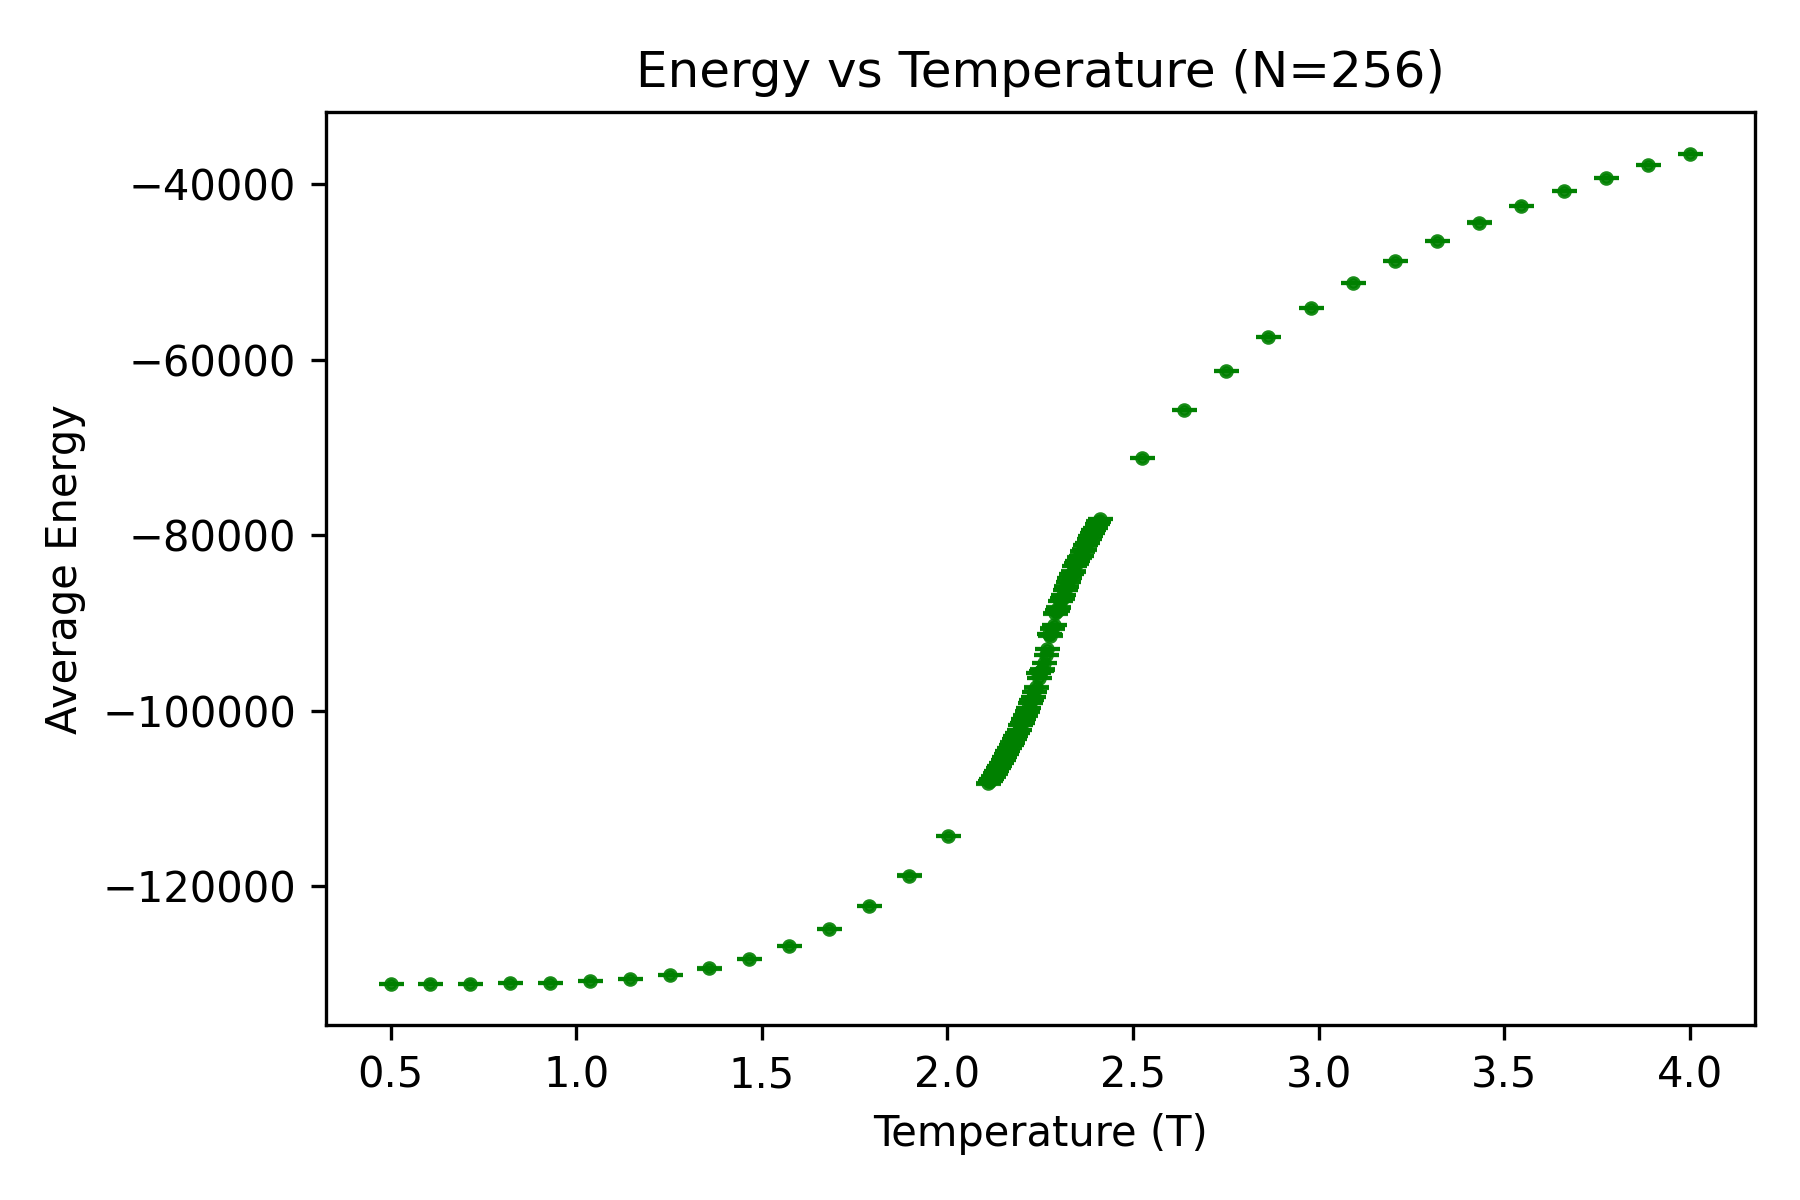 Energy vs Temperature (N=256)
Average Energy
−40000
−60000
−80000
−100000
−120000
0.5 1.0 1.5 2.0 2.5 3.0 3.5 4.0
Temperature (T)